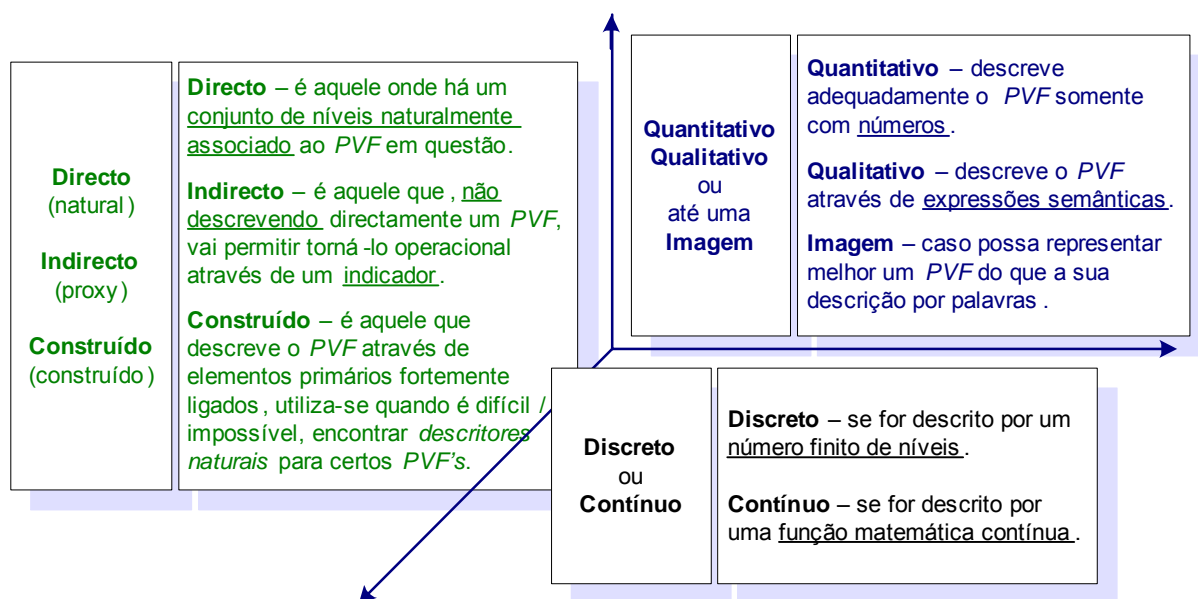 Directo
(natural)
Indirecto
(proxy)
Construído
(construído)
Directo – é aquele onde há um
conjunto de níveis naturalmente
associado ao PVF em questão.
Indirecto – é aquele que, não
descrevendo directamente um PVF,
vai permitir torná-lo operacional
através de um indicador.
Construído – é aquele que
descreve o PVF através de
elementos primários fortemente
ligados, utiliza-se quando é difícil /
impossível, encontrar descritores
naturais para certos PVF's.
Quantitativo
Qualitativo
ou
até uma
Imagem
Quantitativo – descreve
adequadamente o PVF somente
com números.
Qualitativo – descreve o PVF
através de expressões semânticas.
Imagem – caso possa representar
melhor um PVF do que a sua
descrição por palavras.
Discreto
ou
Contínuo
Discreto – se for descrito por um
número finito de níveis.
Contínuo – se for descrito por
uma função matemática contínua.